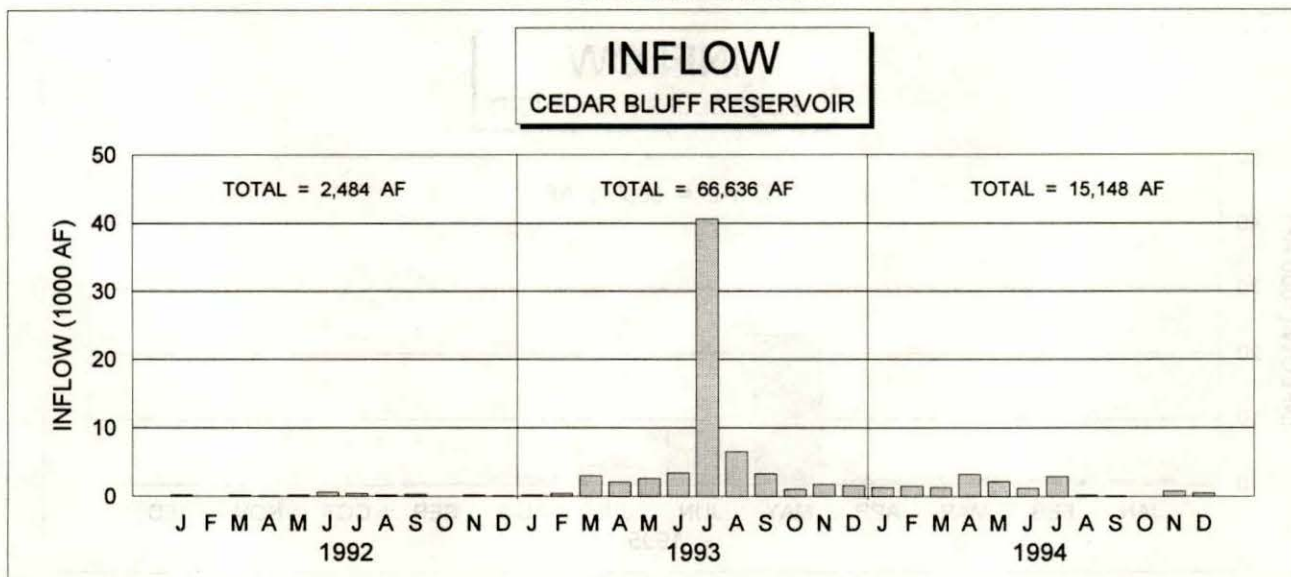 INFLOW
CEDAR BLUFF RESERVOIR
INFLOW (1000 AF)
50
40
30
20
10
0
TOTAL = 2,484 AF
TOTAL = 66,636 AF
TOTAL = 15,148 AF
J F M A M J J A S O N D J F M A M J J A S O N D J F M A M J J A S O N D
1992 1993 1994